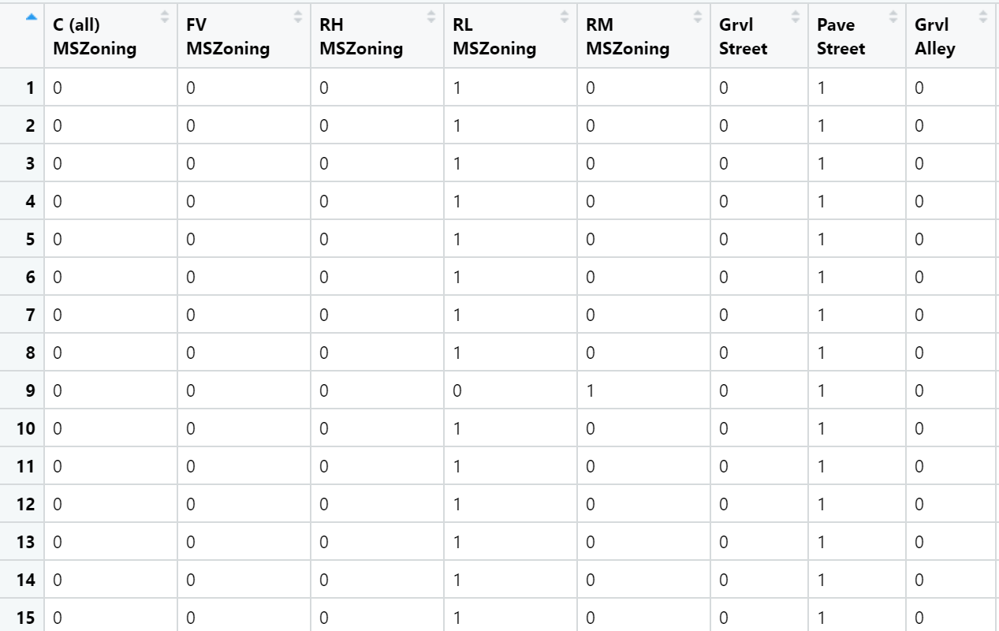 C (all) FV RH RL RM Grvl Pave Grvl
MSZoning MSZoning MSZoning MSZoning MSZoning Street Street Alley
1 0 0 0 1 0 0 1 0
2 0 0 0 1 0 0 1 0
3 0 0 0 1 0 0 1 0
4 0 0 0 1 0 0 1 0
5 0 0 0 1 0 0 1 0
6 0 0 0 1 0 0 1 0
7 0 0 0 1 0 0 1 0
8 0 0 0 1 0 0 1 0
9 0 0 0 0 1 0 1 0
10 0 0 0 1 0 0 1 0
11 0 0 0 1 0 0 1 0
12 0 0 0 1 0 0 1 0
13 0 0 0 1 0 0 1 0
14 0 0 0 1 0 0 1 0
15 0 0 0 1 0 0 1 0